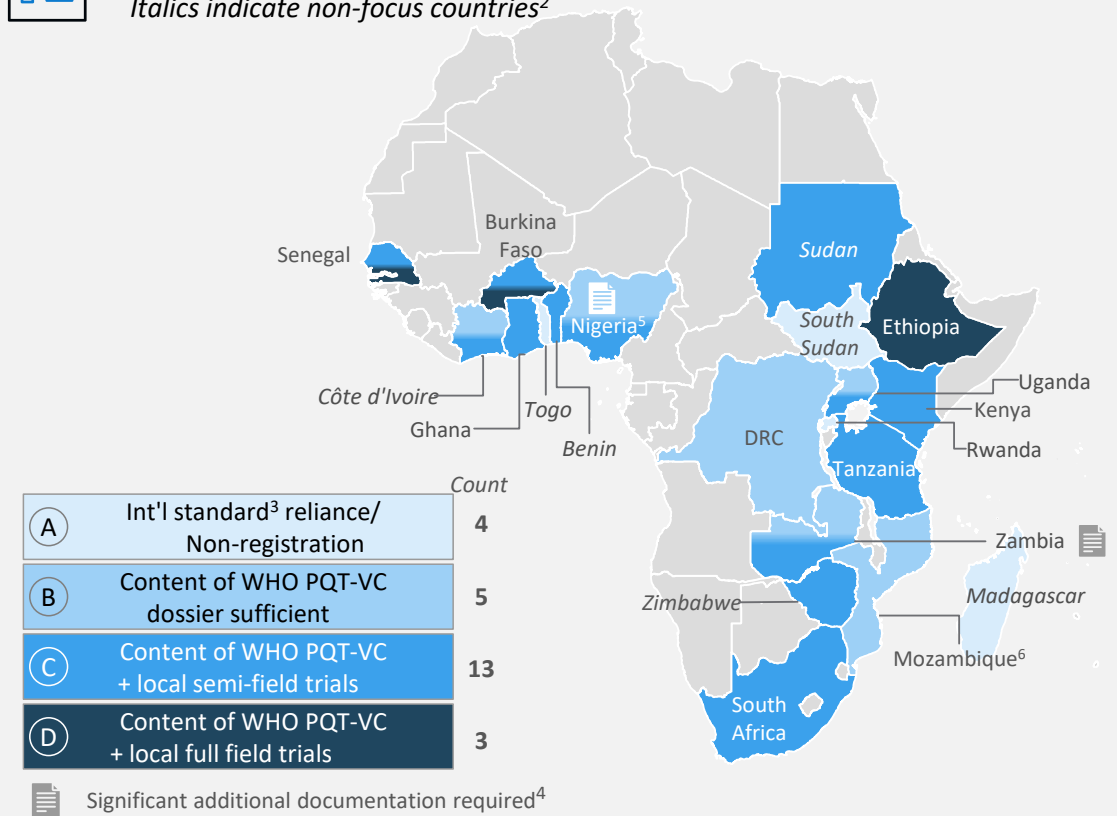 Italics indicate non-focus countries²
Burkina
Faso
Senegal
Sudan
Nigeria⁵
South
Sudan
Ethiopia
Côte d'Ivoire
Togo
Ghana
Benin
Uganda
Kenya
DRC
Rwanda
Tanzania
Count
A
Int'l standard³ reliance/
Non-registration
4
Zambia
B
Content of WHO PQT-VC
dossier sufficient
5
Zimbabwe
Madagascar
C
Content of WHO PQT-VC
+ local semi-field trials
13
Mozambique⁶
South
Africa
D
Content of WHO PQT-VC
+ local full field trials
3
Significant additional documentation required⁴